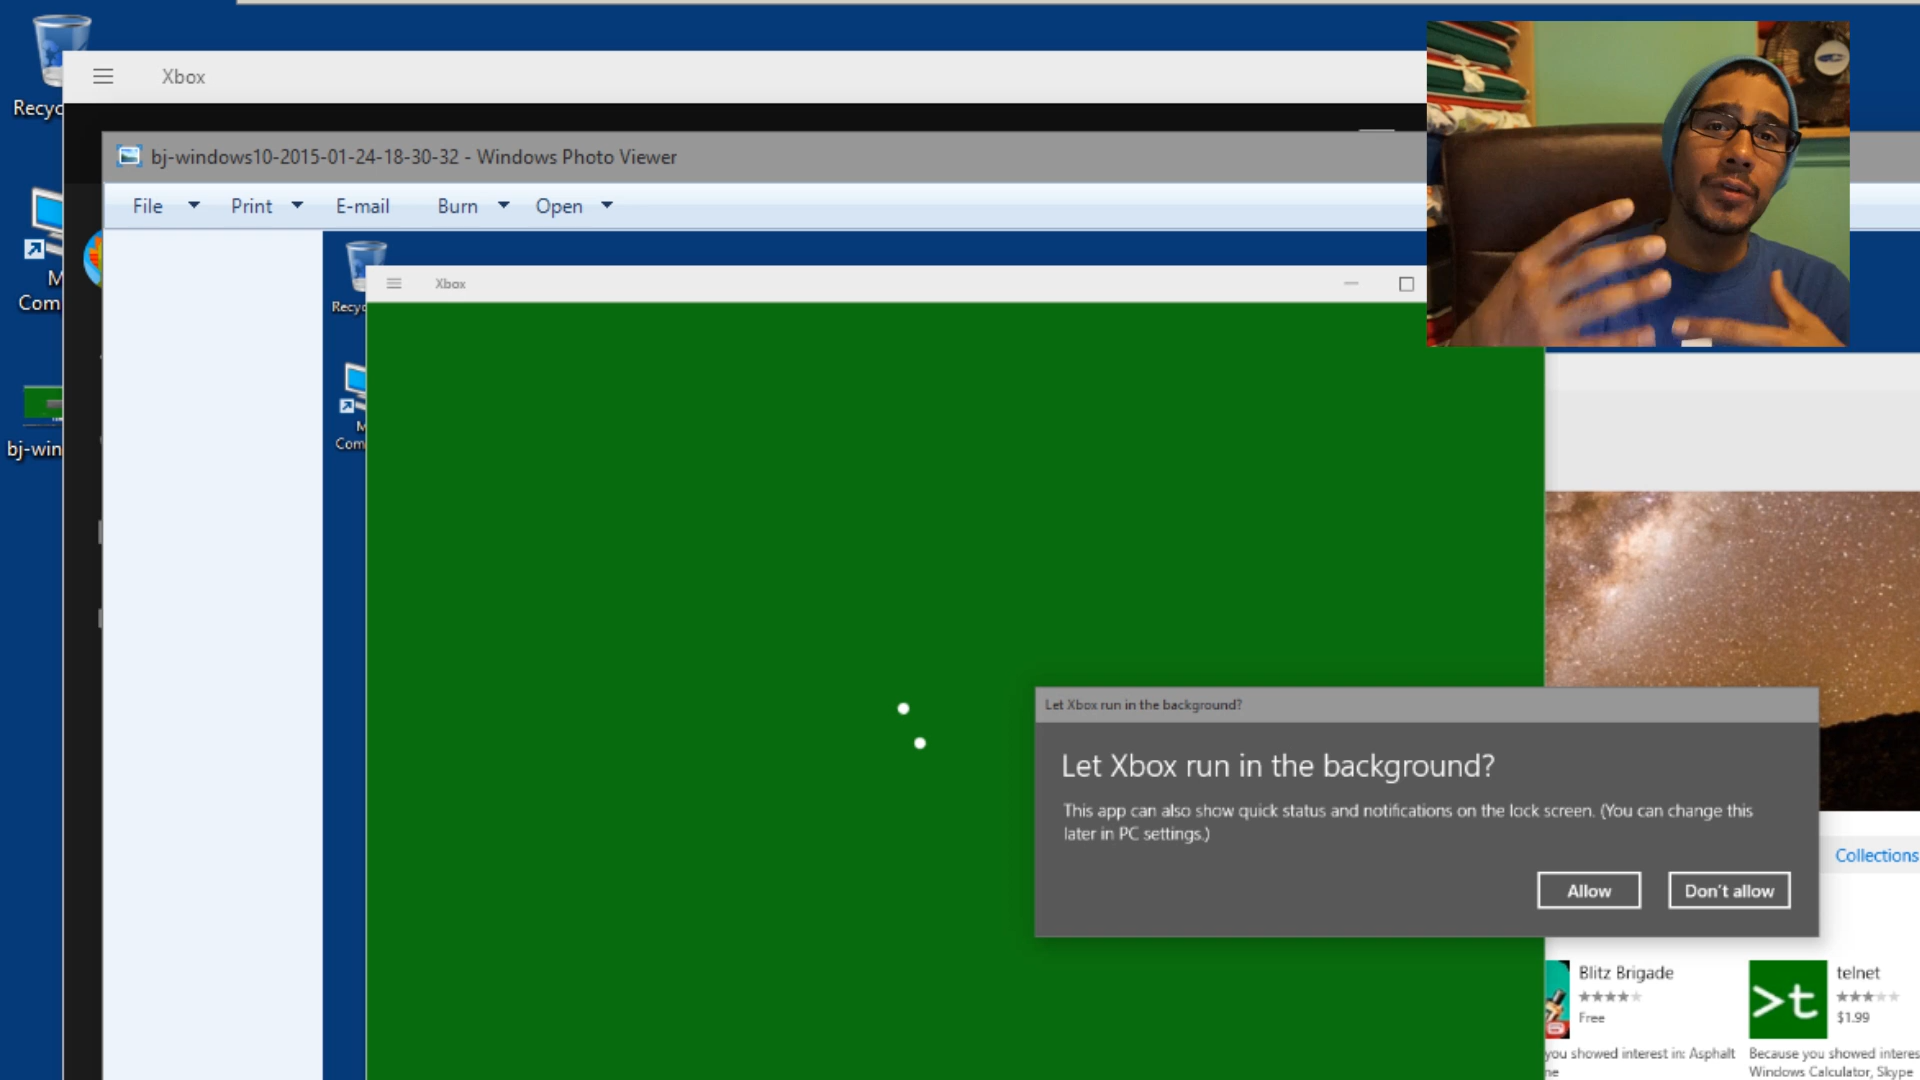 Recyc
Xbox
bj-windows10-2015-01-24-18-30-32 - Windows Photo Viewer
File
Print
E-mail
Burn
Open
M
Com
bj-win
Recyc
Xbox
M
Com
Let Xbox run in the background?
Let Xbox run in the background?
This app can also show quick status and notifications on the lock screen. (You can change this
later in PC settings.)
Allow
Don't allow
Collections
Blitz Brigade
Free
you showed interest in: Asphalt
ne
>t
telnet
$1.99
Because you showed interes
Windows Calculator, Skype